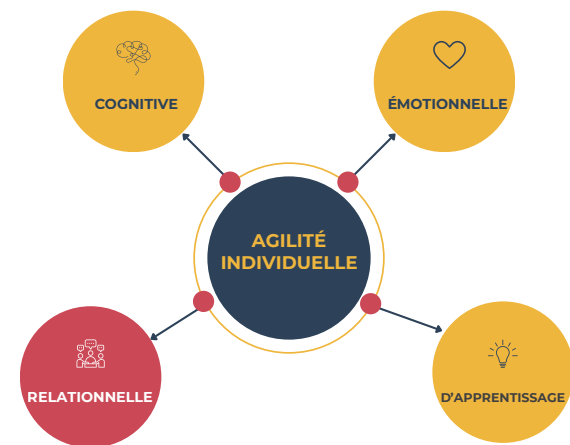 COGNITIVE
ÉMOTIONNELLE
AGILITÉ
INDIVIDUELLE
RELATIONNELLE
D'APPRENTISSAGE